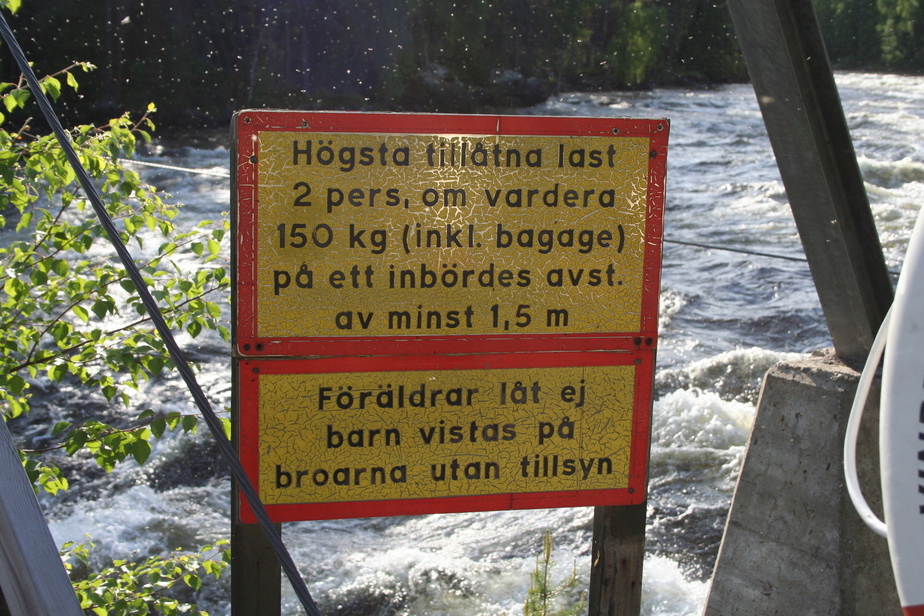 Högsta tillåtna last
2 pers. om vardera
150 kg (inkl. bagage)
på ett inbördes avst.
av minst 1,5 m
Föräldrar låt ej
barn vistas på
broarna utan tillsyn